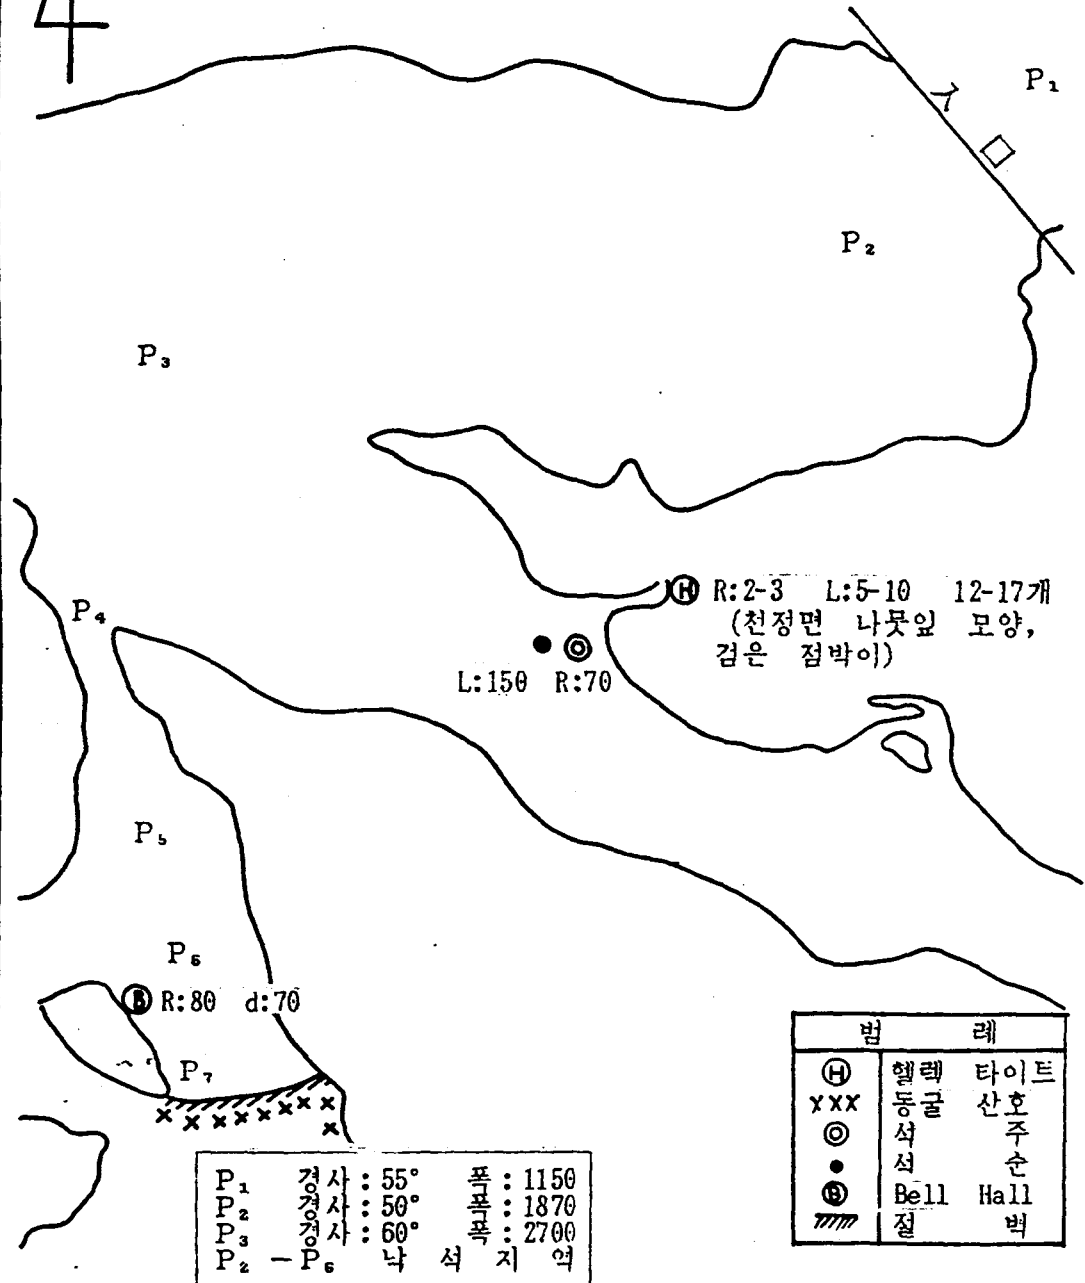 4
P₁
P₂
P₃
Ⓗ R:2-3 L:5-10 12-17개
(천정면 나뭇잎 모양,
검은 점박이)
P₄
L:150 R:70
P₅
P₆
Ⓑ R:80 d:70
P₇
범 례
Ⓗ 헬렉 타이트
xxx 동굴 산호
◎ 석 주
● 석 순
Ⓑ Bell Hall
절 벽
P₁ 경사:55° 폭:1150
P₂ 경사:50° 폭:1870
P₃ 경사:60° 폭:2700
P₂ -P₆ 낙 석 지 역